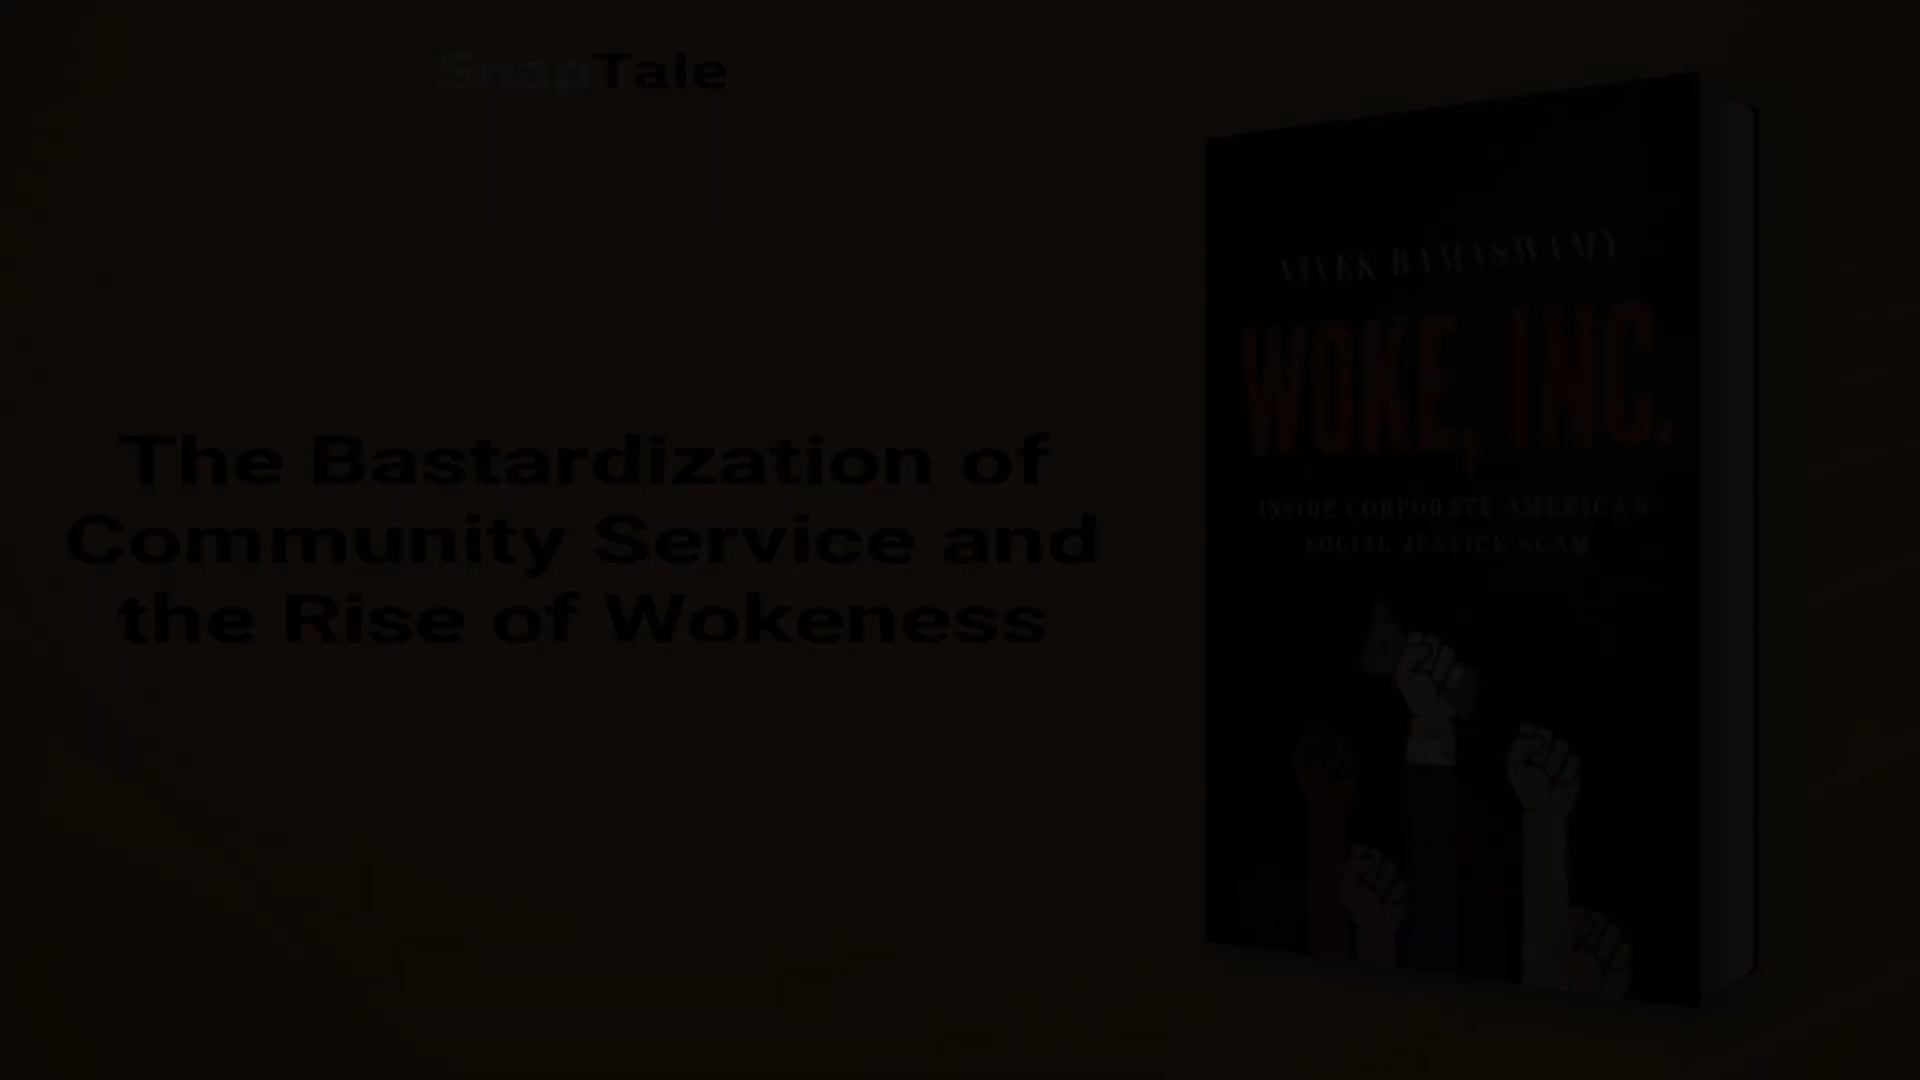 SnapTale
The Bastardization of
Community Service and
the Rise of Wokeness
VIVEK RAMASWAMY
WOKE, INC.
INSIDE CORPORATE AMERICA'S
SOCIAL JUSTICE SCAM